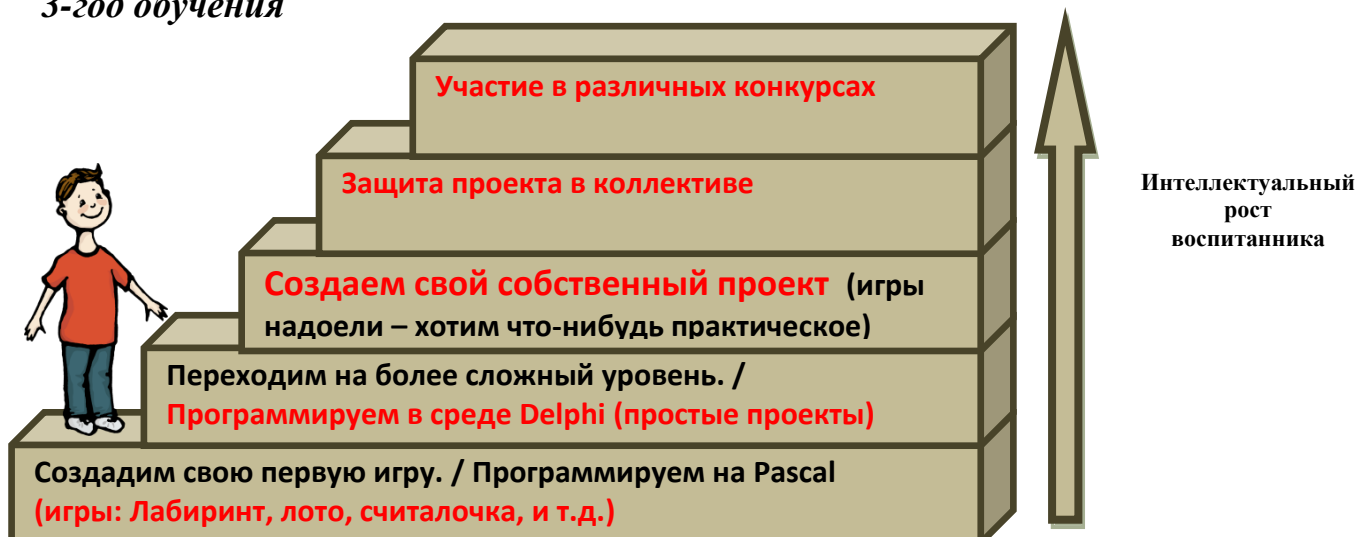 3-год обучения
Участие в различных конкурсах
Защита проекта в коллективе
Создаем свой собственный проект (игры
надоели – хотим что-нибудь практическое)
Переходим на более сложный уровень. /
Программируем в среде Delphi (простые проекты)
Создадим свою первую игру. / Программируем на Pascal
(игры: Лабиринт, лото, считалочка, и т.д.)
Интеллектуальный
рост
воспитанника